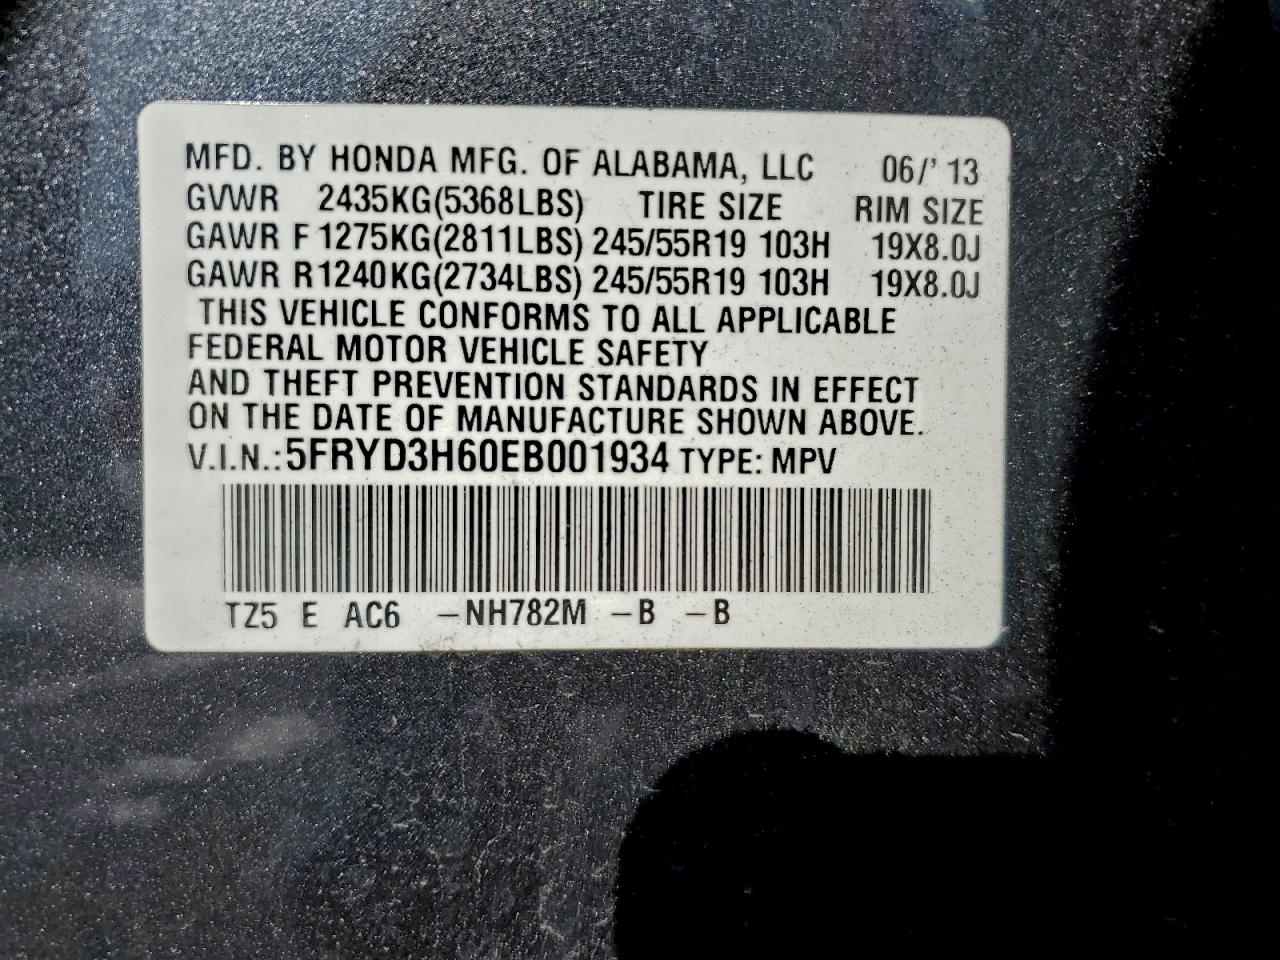 MFD. BY HONDA MFG. OF ALABAMA, LLC 06/'13
GVWR 2435KG(5368LBS) TIRE SIZE RIM SIZE
GAWR F 1275KG(2811LBS) 245/55R19 103H 19X8.0J
GAWR R1240KG(2734LBS) 245/55R19 103H 19X8.0J
THIS VEHICLE CONFORMS TO ALL APPLICABLE
FEDERAL MOTOR VEHICLE SAFETY
AND THEFT PREVENTION STANDARDS IN EFFECT
ON THE DATE OF MANUFACTURE SHOWN ABOVE.
V.I.N.:5FRYD3H60EB001934 TYPE: MPV
TZ5 E AC6 –NH782M –B –B